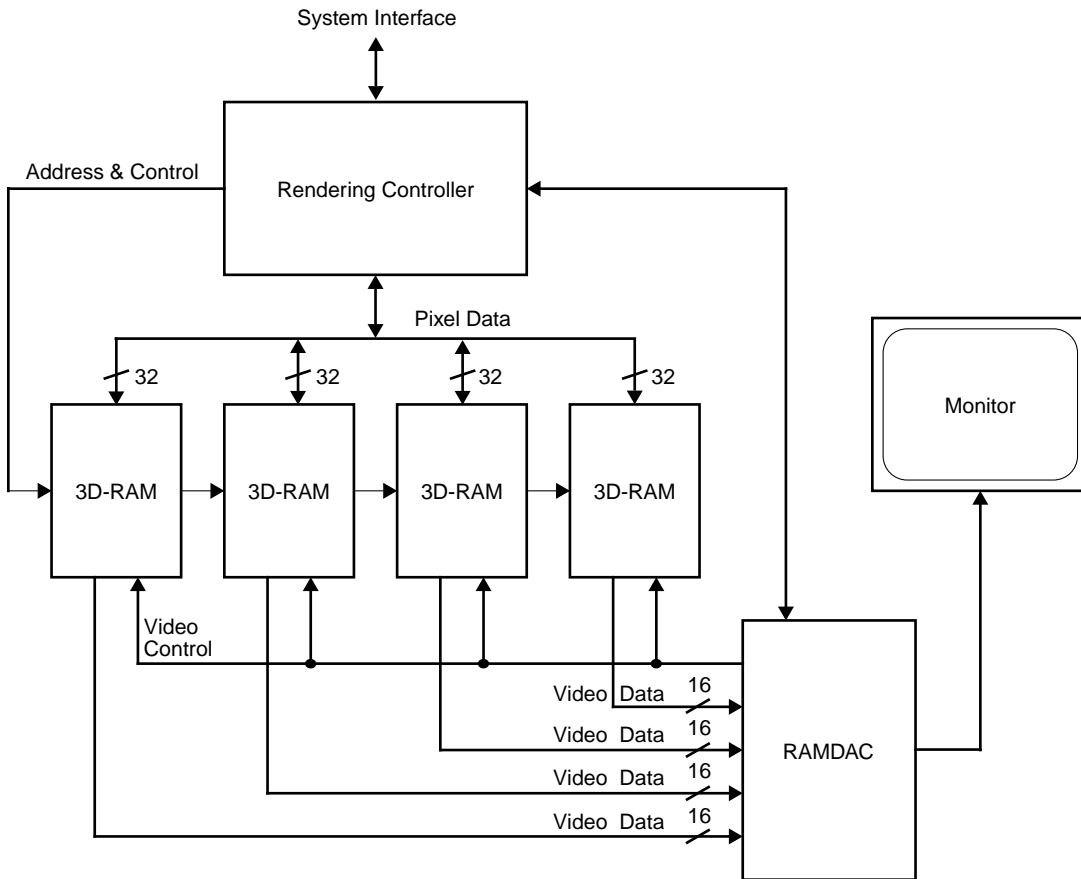 System Interface
Address & Control
Rendering Controller
Pixel Data
32
32
32
32
3D-RAM
3D-RAM
3D-RAM
3D-RAM
Monitor
Video
Control
Video Data
16
Video Data
16
Video Data
16
Video Data
16
RAMDAC